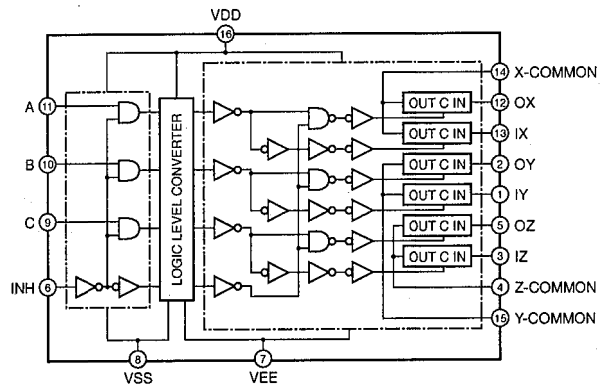 VDD
16
14 X-COMMON
A 11
OUT C IN 12 OX
13 IX
B 10
OUT C IN 2 OY
OUT C IN 1 IY
C 9
OUT C IN 5 OZ
OUT C IN 3 IZ
INH 6
4 Z-COMMON
15 Y-COMMON
LOGIC LEVEL CONVERTER
8
7
VSS
VEE